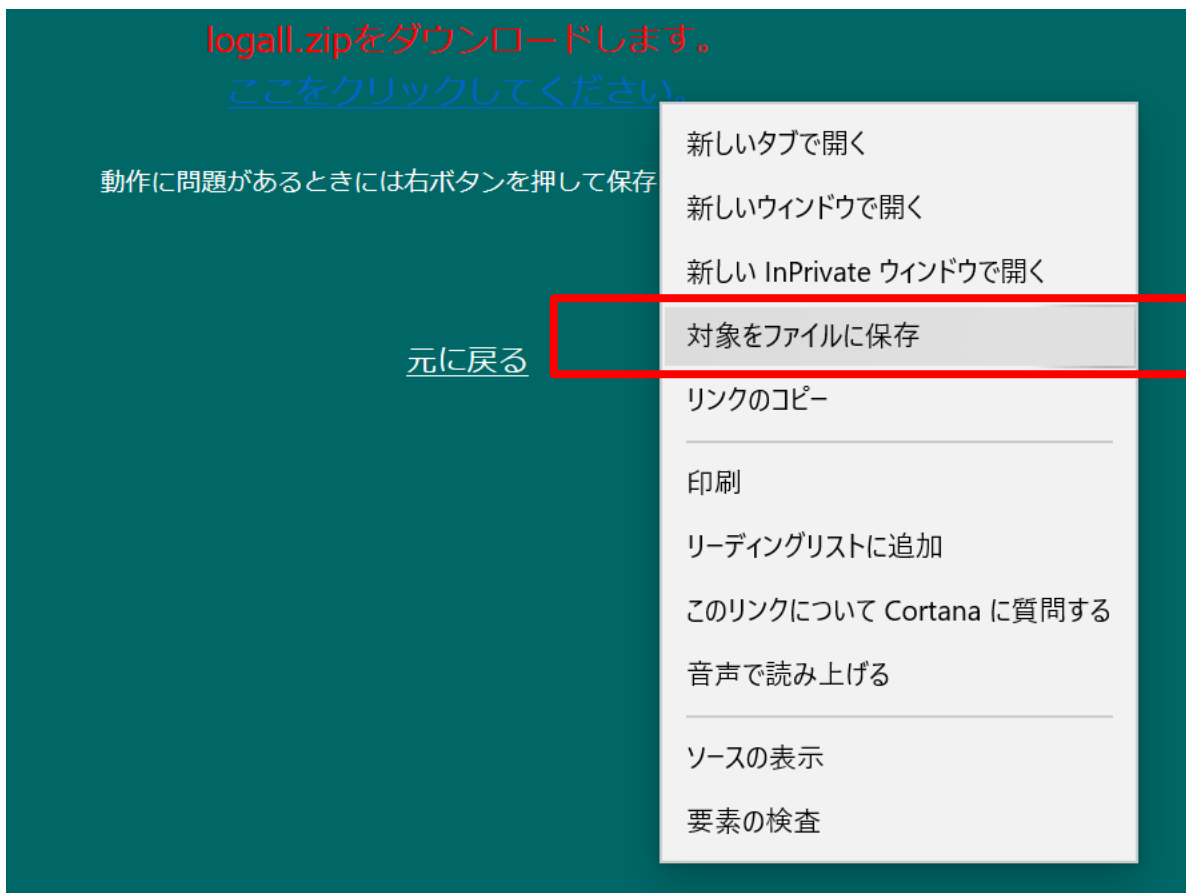 logall.zipをダウンロードします。
ここをクリックしてください。
動作に問題があるときには右ボタンを押して保存
元に戻る
新しいタブで開く
新しいウィンドウで開く
新しい InPrivate ウィンドウで開く
対象をファイルに保存
リンクのコピー
印刷
リーディングリストに追加
このリンクについて Cortana に質問する
音声で読み上げる
ソースの表示
要素の検査